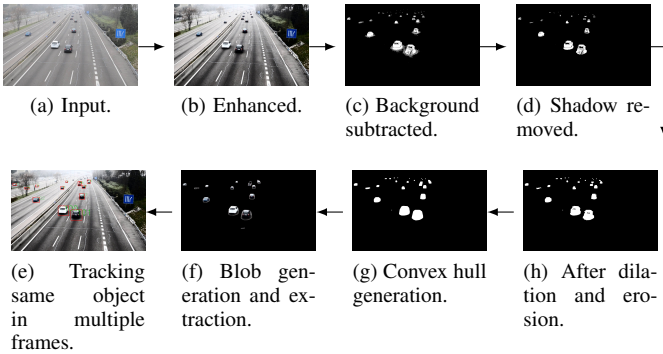 (a) Input.
(b) Enhanced.
(c) Background
subtracted.
(d) Shadow re-
moved.
(e) Tracking
same object
in multiple
frames.
(f) Blob gen-
eration and ex-
traction.
(g) Convex hull
generation.
(h) After dila-
tion and ero-
sion.